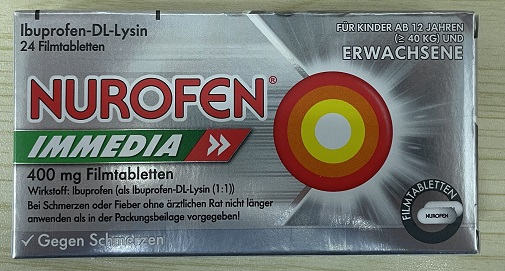 Ibuprofen-DL-Lysin
24 Filmtabletten
FÜR KINDER AB 12 JAHREN
(≥ 40 KG) UND
ERWACHSENE
NUROFEN®
IMMEDIA
400 mg Filmtabletten
Wirkstoff: Ibuprofen (als Ibuprofen-DL-Lysin (1:1))
Bei Schmerzen oder Fieber ohne ärztlichen Rat nicht länger
anwenden als in der Packungsbeilage vorgegeben!
✓ Gegen Schmerzen
FILMTABLETTEN
NUROFEN